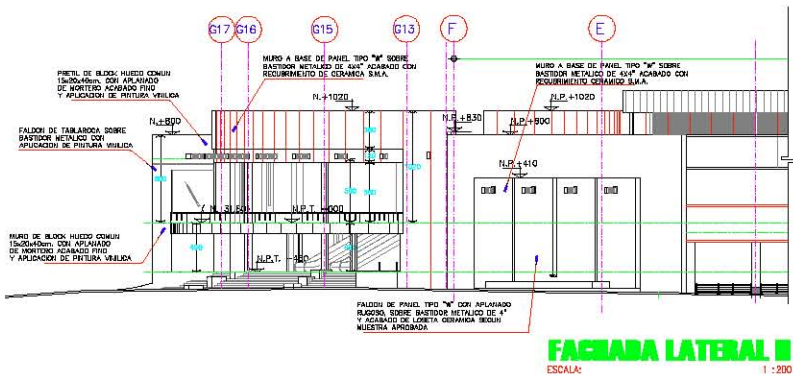 G17 G16 G15 G13 F E
MURO A BASE DE PANEL TIPO "W" SOBRE
BASTIDOR METALICO DE 4X4" ACABADO CON
RECUBRIMIENTO DE CERAMICA S.M.A.
MURO A BASE DE PANEL TIPO "W" SOBRE
BASTIDOR METALICO DE 4X4" ACABADO CON
RECUBRIMIENTO CERAMICA S.M.A.
PRETIL DE BLOCK HUECO COMUN
15x20x40cm. CON APLANADO
DE MORTERO ACABADO FINO
Y APLICACION DE PINTURA VINILICA
N.+1020
N.P.+1020
N.+800
N.P.+830
N.P.+800
FALDON DE TABLAROCA SOBRE
BASTIDOR METALICO CON
APLICACION DE PINTURA VINILICA
N.P.+410
N.P.T.
MURO DE BLOCK HUECO COMUN
15x20x40cm. CON APLANADO
DE MORTERO ACABADO FINO
Y APLICACION DE PINTURA VINILICA
N.P.T.
FALDON DE PANEL TIPO "W" CON APLANADO
RUGOSO, SOBRE BASTIDOR METALICO DE 4"
Y ACABADO DE LOSETA CERAMICA SEGUN
MUESTRA APROBADA
FACHADA LATERAL
ESCALA: 1 :200